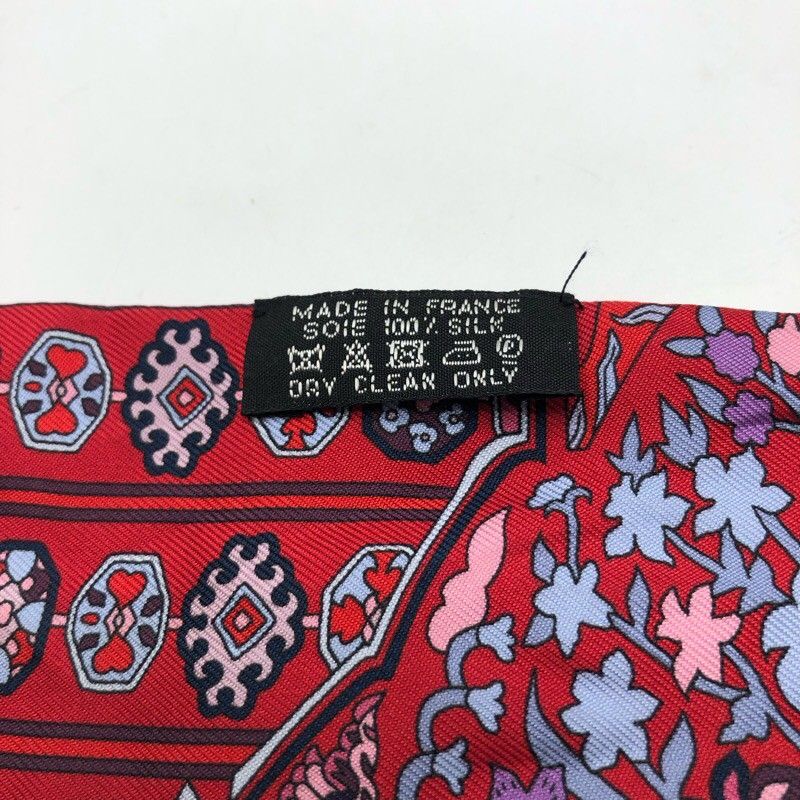 MADE IN FRANCE
SOIE 100% SILK
P
DRY CLEAN ONLY